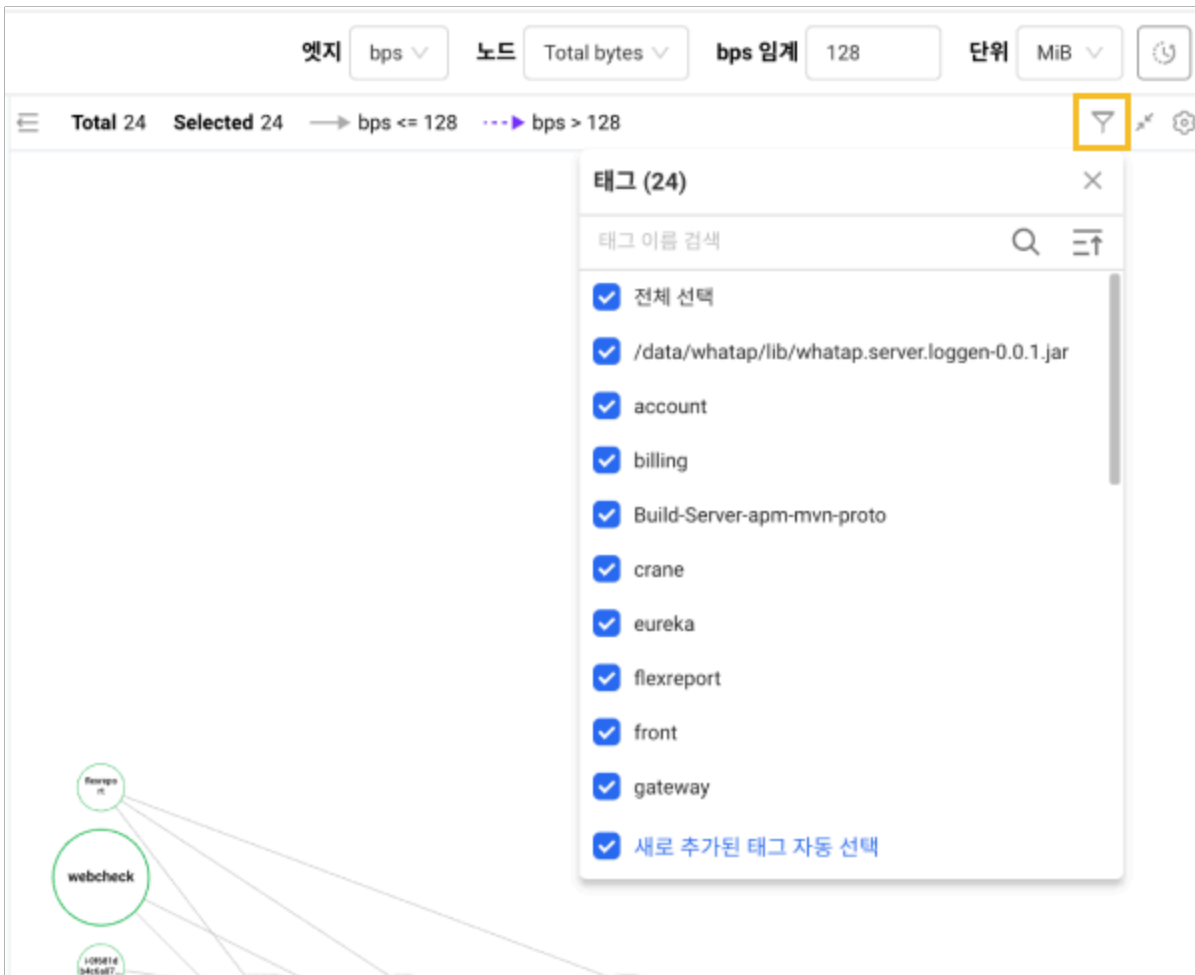 엣지 bps 노드 Total bytes bps 임계 128 단위 MiB
Total 24 Selected 24 bps <= 128 bps > 128
태그 (24)
태그 이름 검색
전체 선택
/data/whatap/lib/whatap.server.loggen-0.0.1.jar
account
billing
Build-Server-apm-mvn-proto
crane
eureka
flexreport
front
gateway
새로 추가된 태그 자동 선택
flexrepo
rt
webcheck